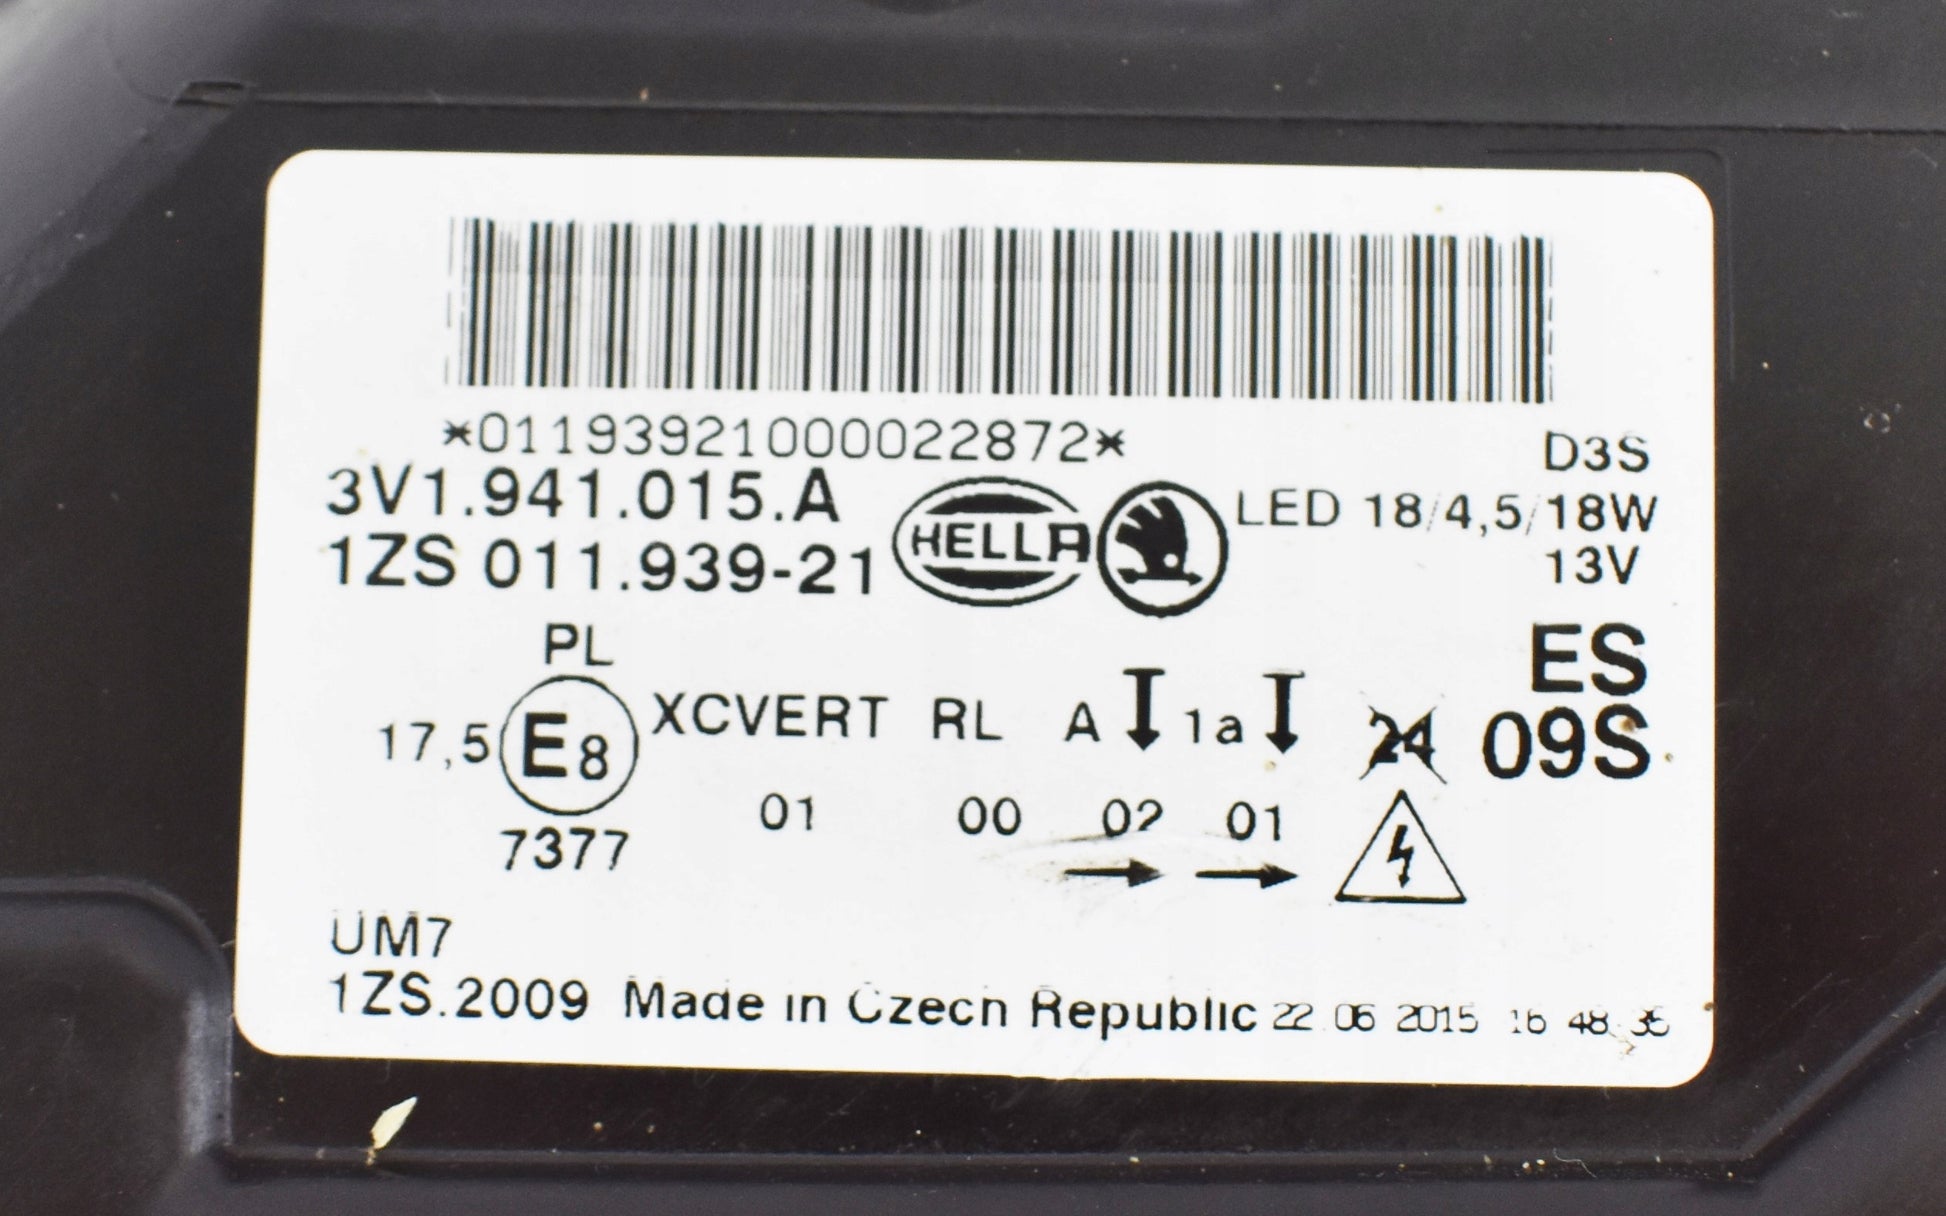 *011939210000022872*
D3S
3V1.941.015.A
HELLA
LED 18/4,5/18W
1ZS 011.939-21
13V
PL
ES
17,5 E8 XCVERT RL A 1a 24 09S
01 00 02 01
7377
UM7
1ZS.2009 Made in Czech Republic 22.06.2015 16:48:35